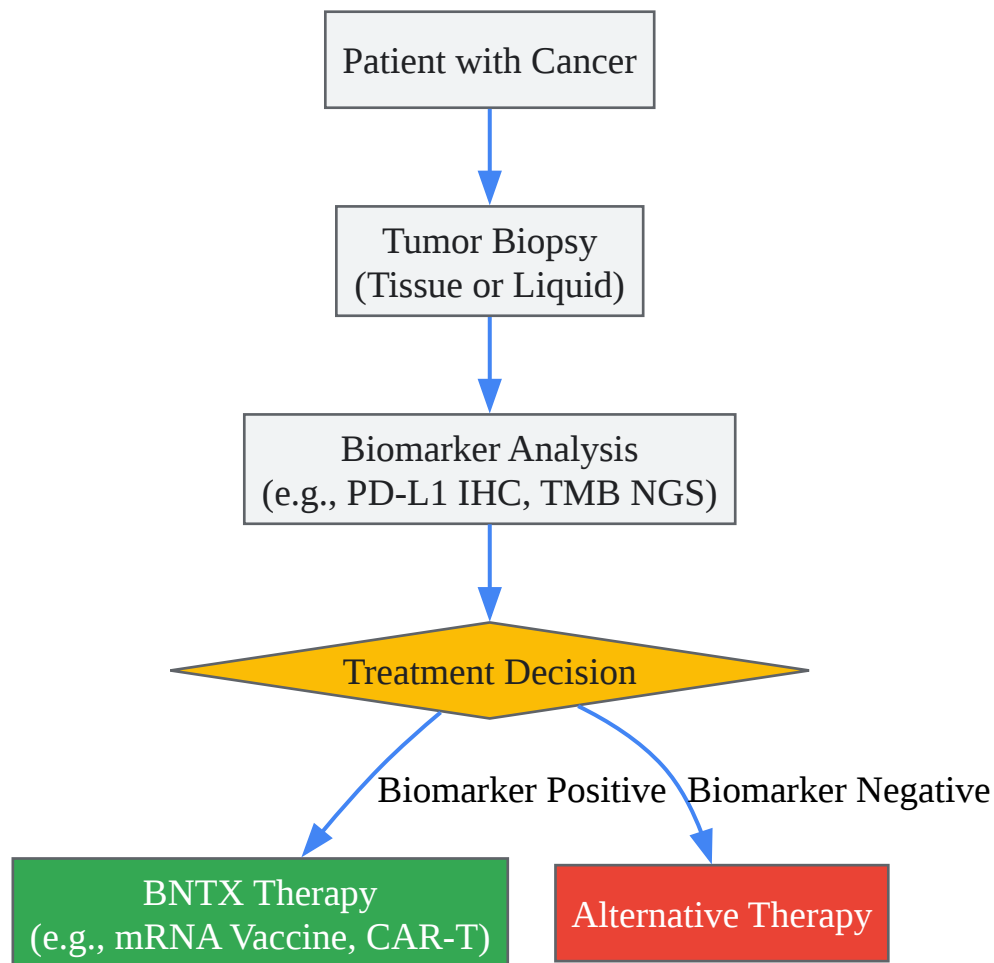 Patient with Cancer
Tumor Biopsy
(Tissue or Liquid)
Biomarker Analysis
(e.g., PD-L1 IHC, TMB NGS)
Treatment Decision
Biomarker Positive
Biomarker Negative
BNTX Therapy
(e.g., mRNA Vaccine, CAR-T)
Alternative Therapy